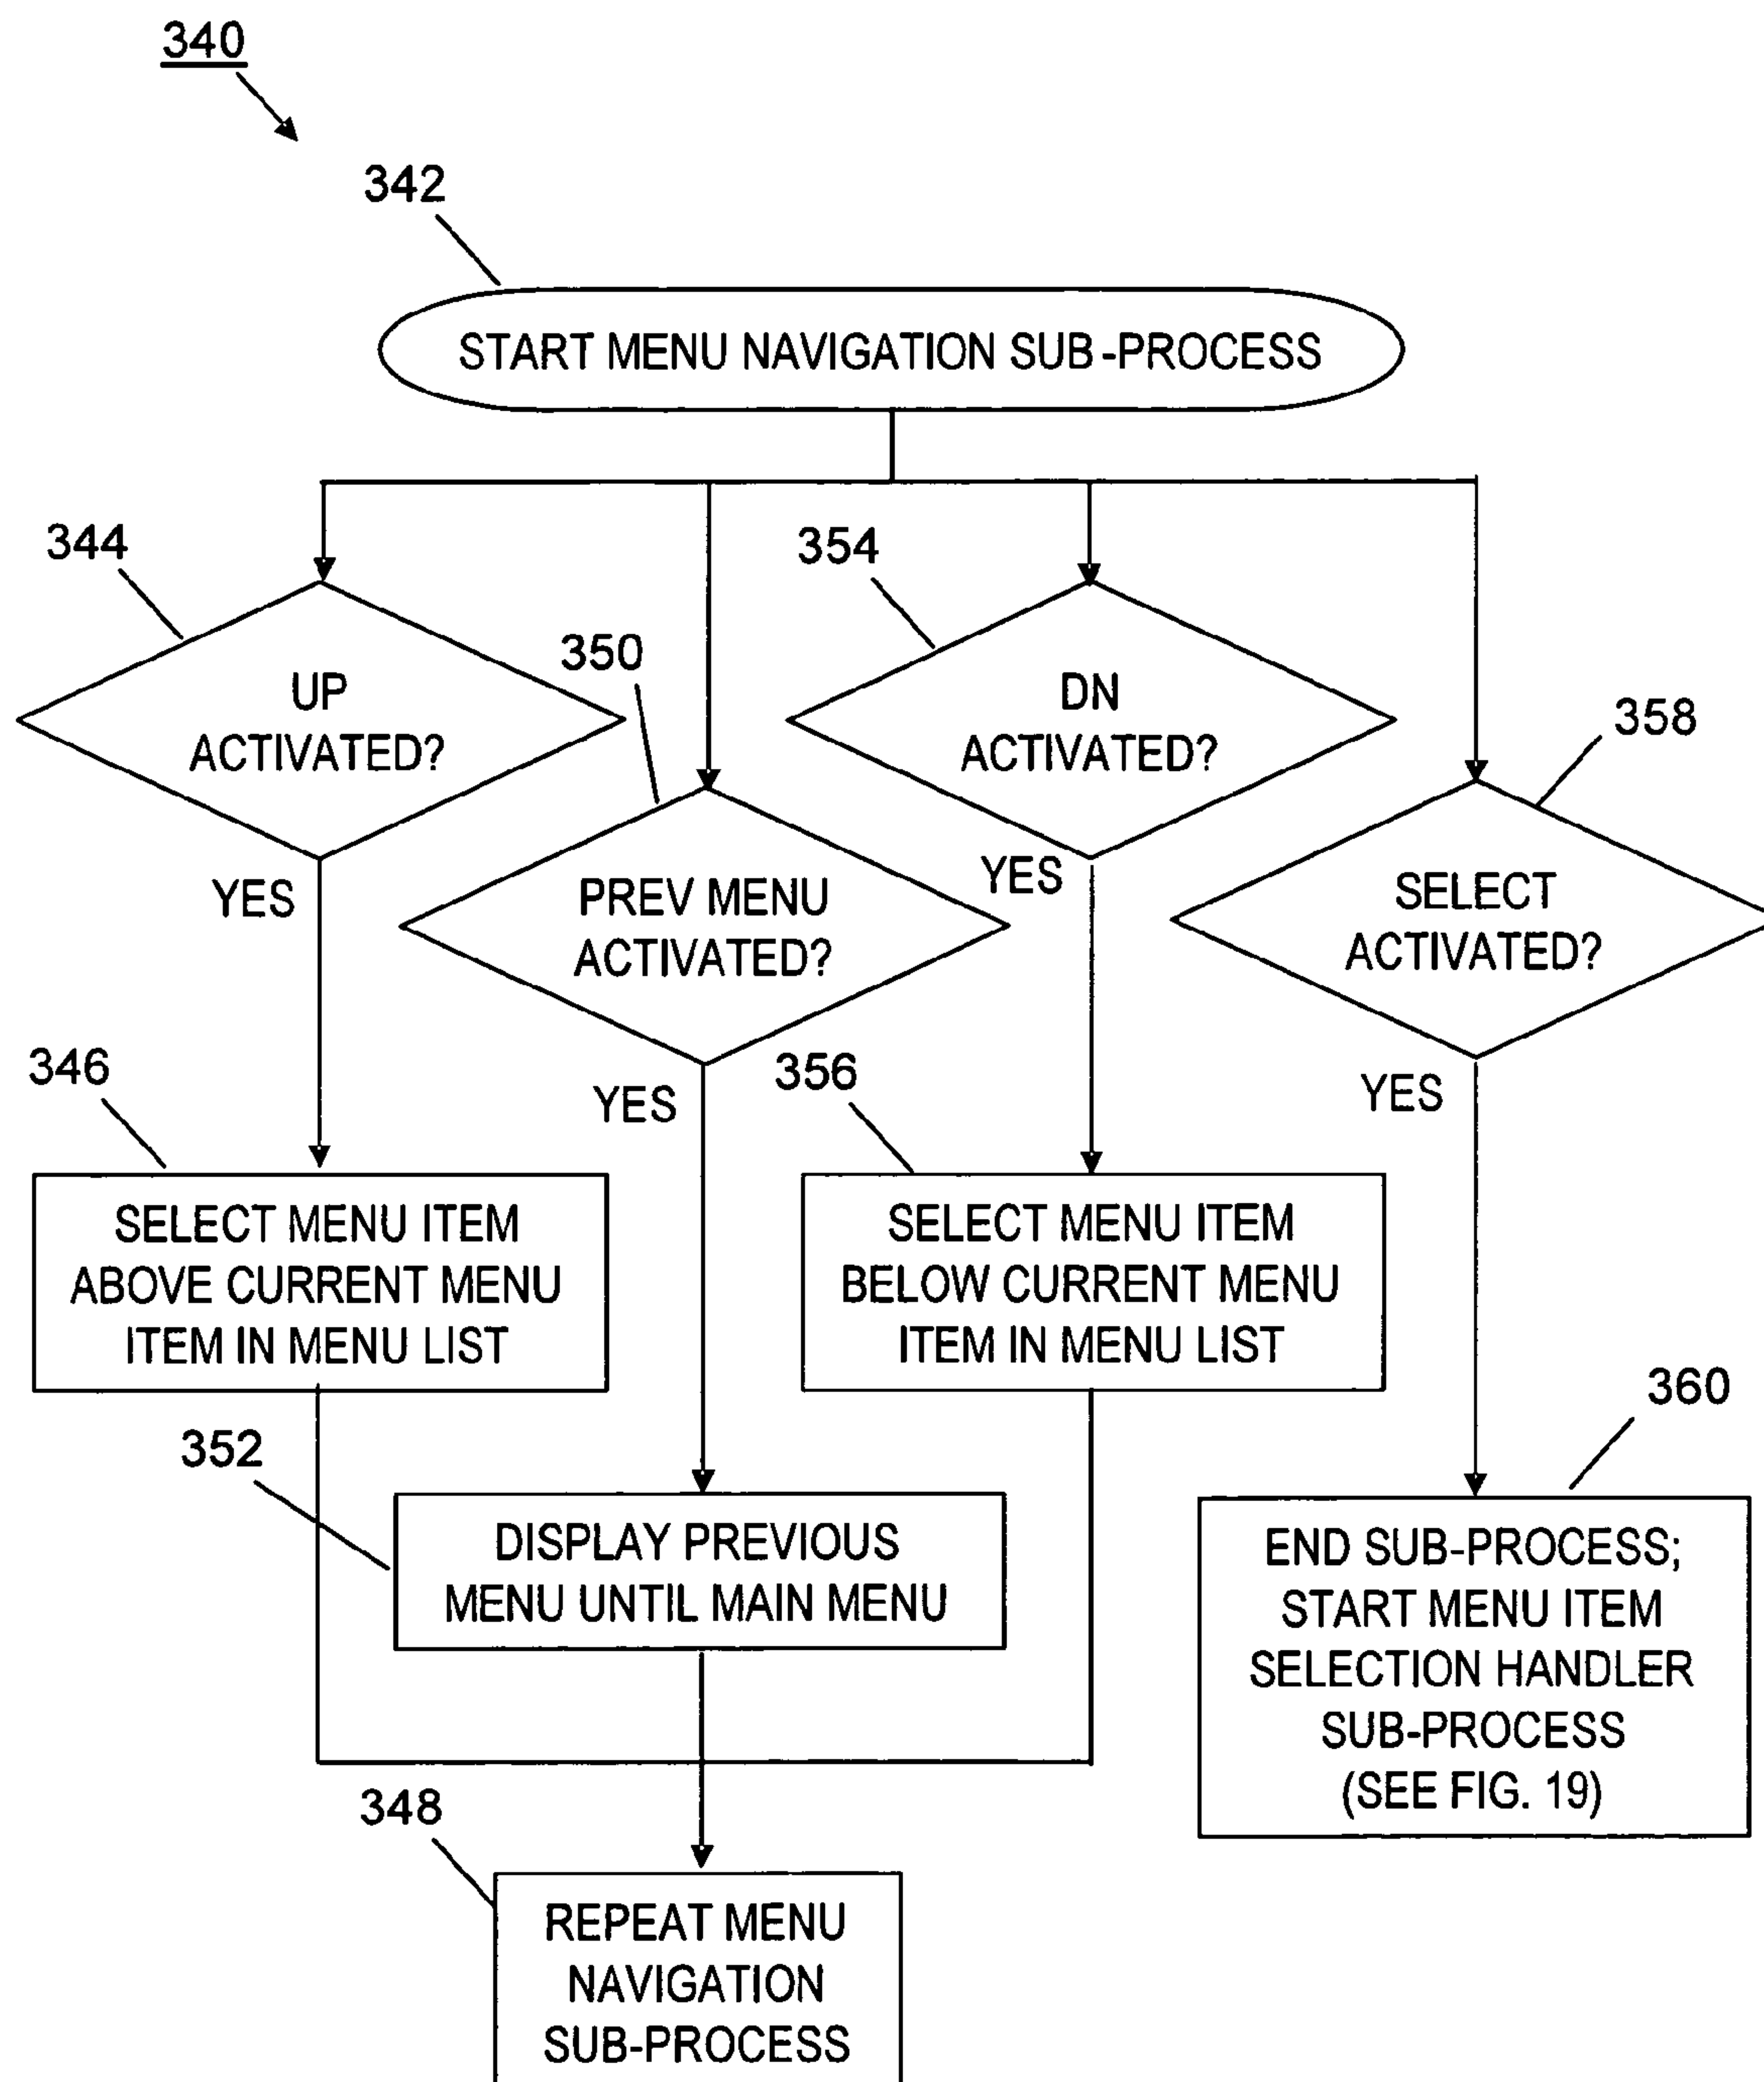 340
342
START MENU NAVIGATION SUB-PROCESS
344
UP
ACTIVATED?
YES
350
PREV MENU
ACTIVATED?
YES
354
DN
ACTIVATED?
YES
358
SELECT
ACTIVATED?
YES
346
SELECT MENU ITEM
ABOVE CURRENT MENU
ITEM IN MENU LIST
352
DISPLAY PREVIOUS
MENU UNTIL MAIN MENU
356
SELECT MENU ITEM
BELOW CURRENT MENU
ITEM IN MENU LIST
360
END SUB-PROCESS;
START MENU ITEM
SELECTION HANDLER
SUB-PROCESS
(SEE FIG. 19)
348
REPEAT MENU
NAVIGATION
SUB-PROCESS